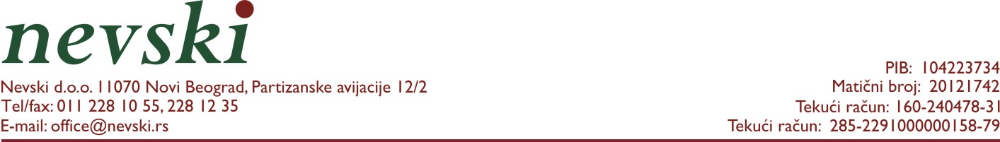 nevski
Nevski d.o.o. 11070 Novi Beograd, Partizanske avijacije 12/2
Tel/fax: 011 228 10 55, 228 12 35
E-mail: office@nevski.rs
PIB: 104223734
Matični broj: 20121742
Tekući račun: 160-240478-31
Tekući račun: 285-2291000000158-79